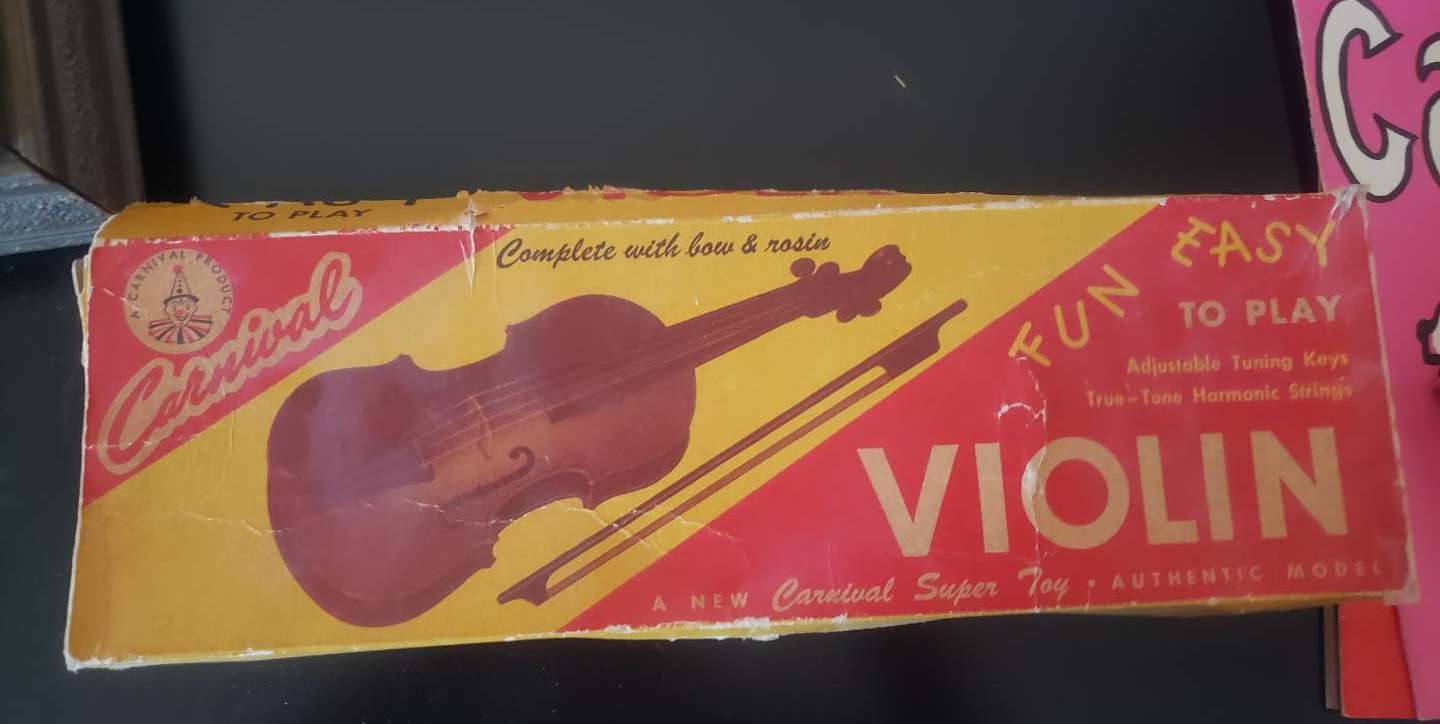 TO PLAY
A CARNIVAL PRODUCT
Carnival
Complete with bow & rosin
FUN EASY
TO PLAY
Adjustable Tuning Keys
True-Tone Harmonic Strings
VIOLIN
A NEW Carnival Super Toy • AUTHENTIC MODEL
Ca